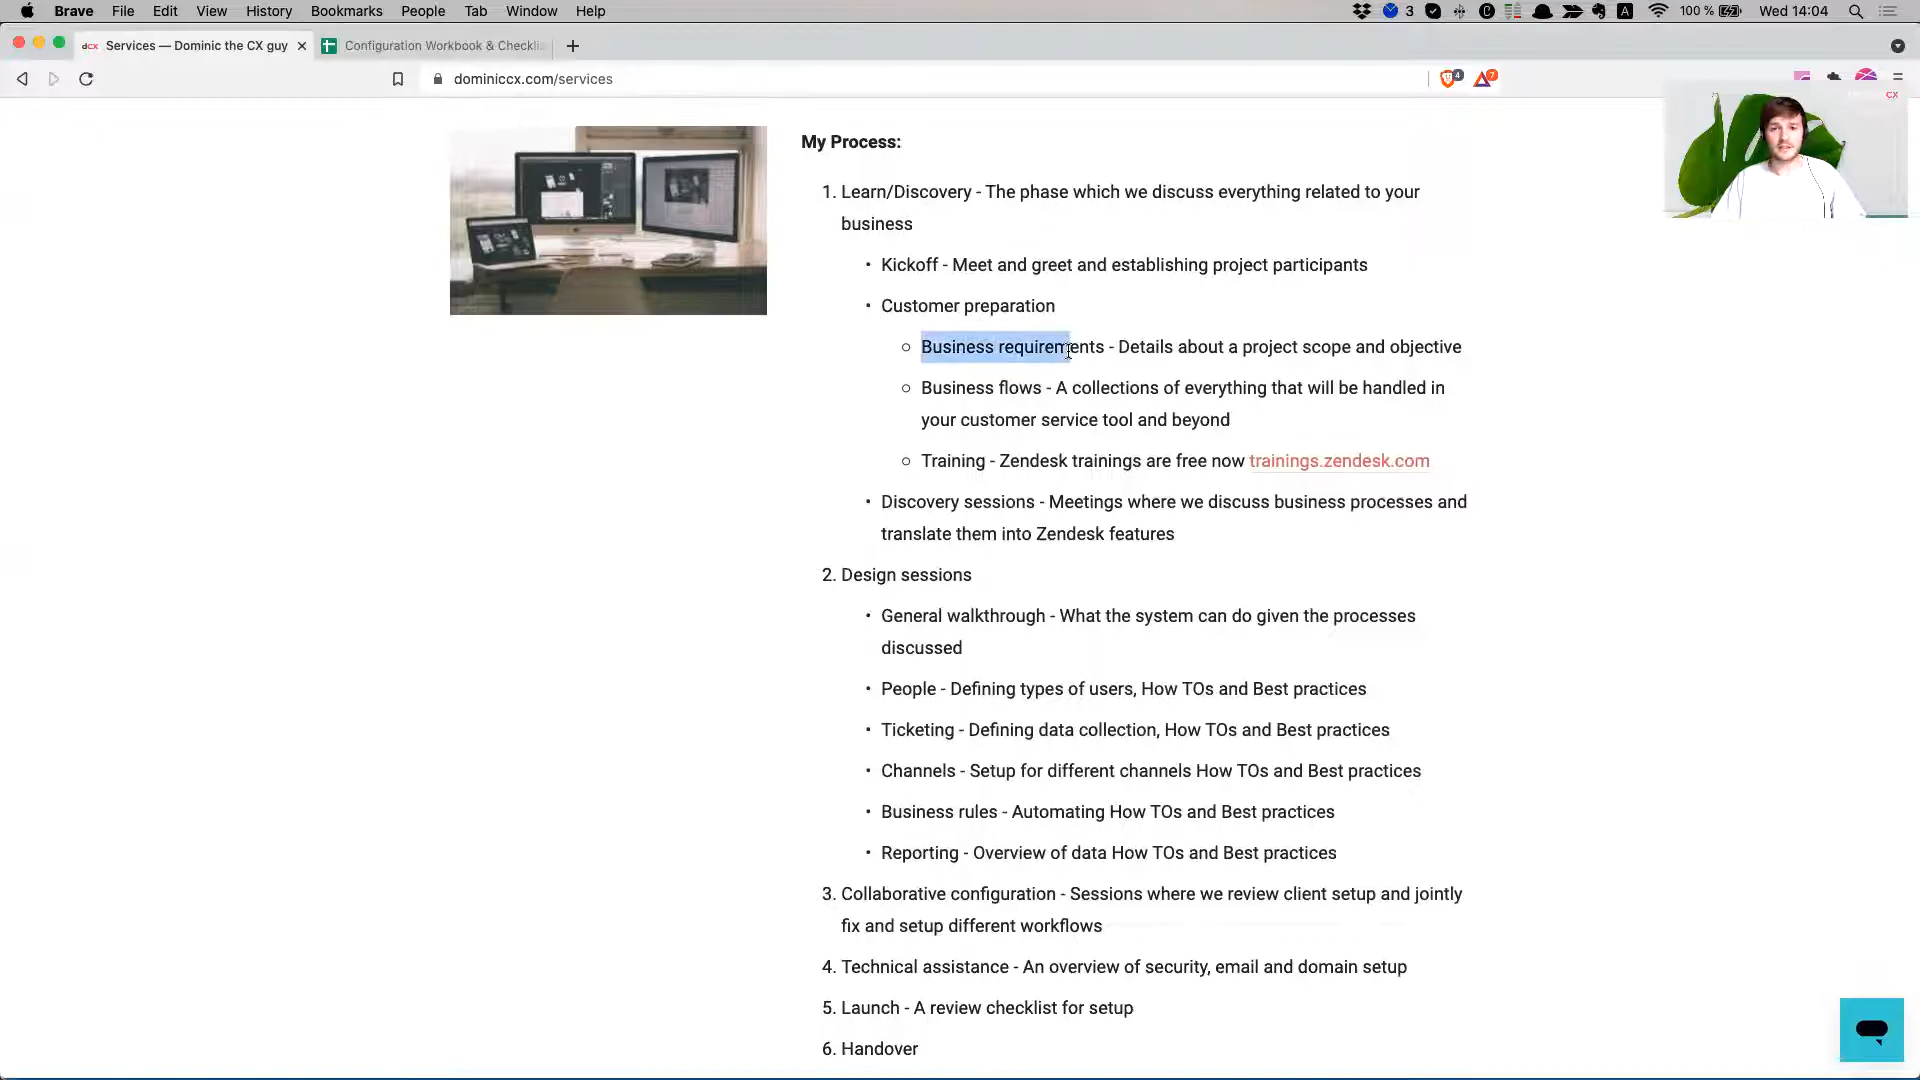 Brave File Edit View History Bookmarks People Tab Window Help 3 A 100 % Wed 14:04
dcx Services — Dominic the CX guy Configuration Workbook & Checkli
dominiccx.com/services 4 7
CX
My Process:
1. Learn/Discovery - The phase which we discuss everything related to your
business
• Kickoff - Meet and greet and establishing project participants
• Customer preparation
○ Business requirements - Details about a project scope and objective
○ Business flows - A collections of everything that will be handled in
your customer service tool and beyond
○ Training - Zendesk trainings are free now trainings.zendesk.com
• Discovery sessions - Meetings where we discuss business processes and
translate them into Zendesk features
2. Design sessions
• General walkthrough - What the system can do given the processes
discussed
• People - Defining types of users, How TOs and Best practices
• Ticketing - Defining data collection, How TOs and Best practices
• Channels - Setup for different channels How TOs and Best practices
• Business rules - Automating How TOs and Best practices
• Reporting - Overview of data How TOs and Best practices
3. Collaborative configuration - Sessions where we review client setup and jointly
fix and setup different workflows
4. Technical assistance - An overview of security, email and domain setup
5. Launch - A review checklist for setup
6. Handover